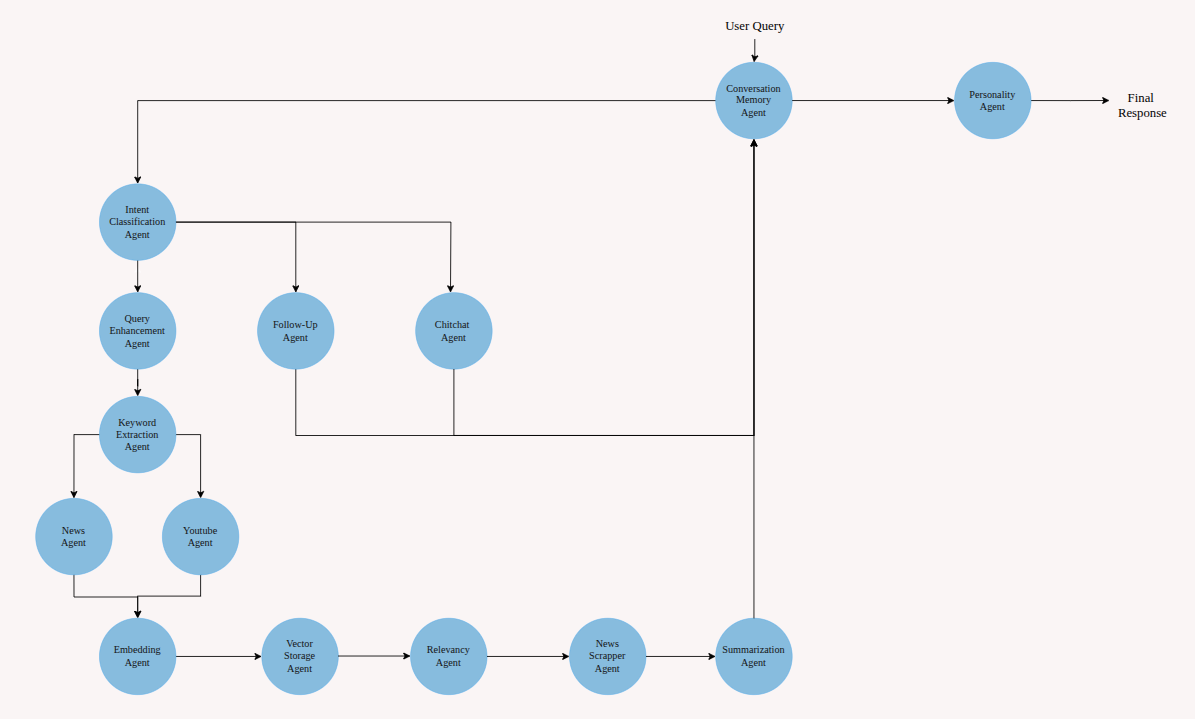 User Query
Conversation
Memory
Agent
Personality
Agent
Final
Response
Intent
Classification
Agent
Query
Enhancement
Agent
Follow-Up
Agent
Chitchat
Agent
Keyword
Extraction
Agent
News
Agent
Youtube
Agent
Embedding
Agent
Vector
Storage
Agent
Relevancy
Agent
News
Scrapper
Agent
Summarization
Agent